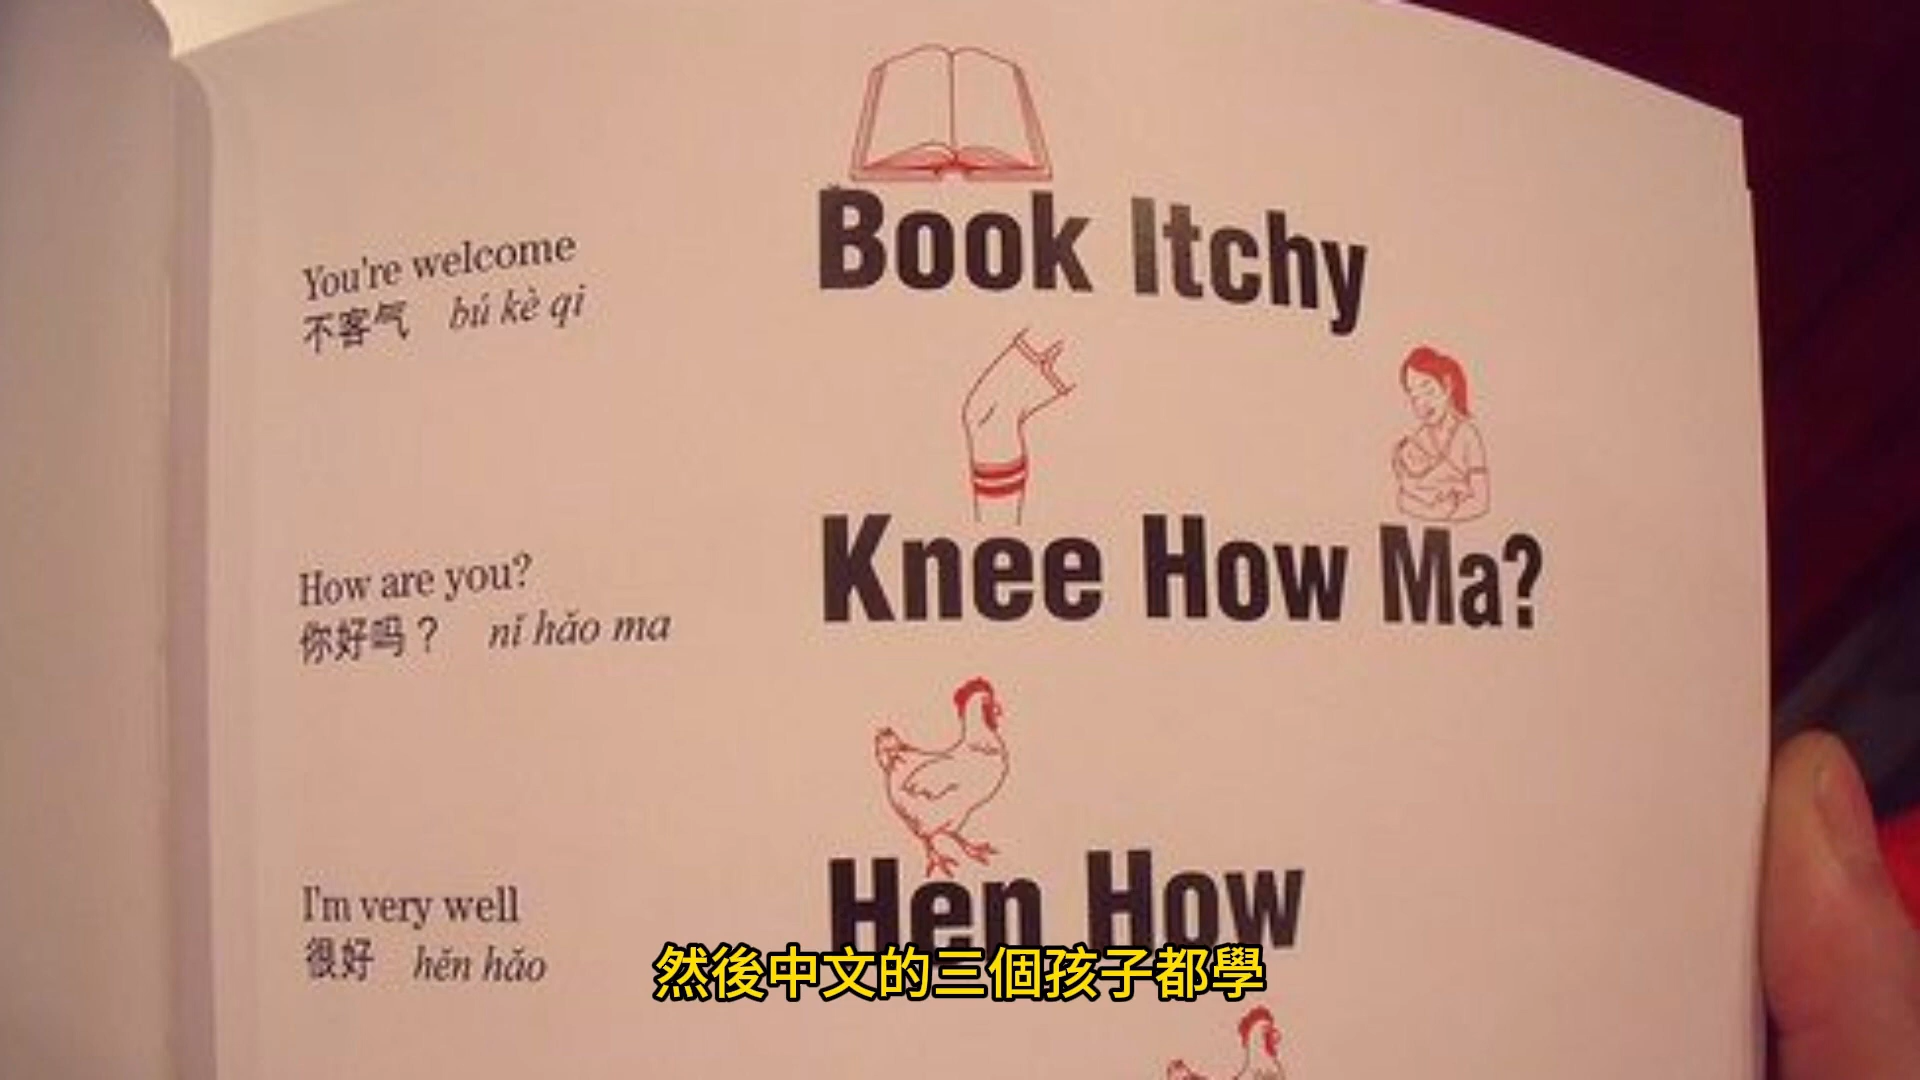 Book Itchy
You're welcome
不客气 bú kè qi
Knee How Ma?
How are you?
你好吗？ nǐ hǎo ma
Hen How
I'm very well
很好 hěn hǎo
然後中文的三個孩子都學